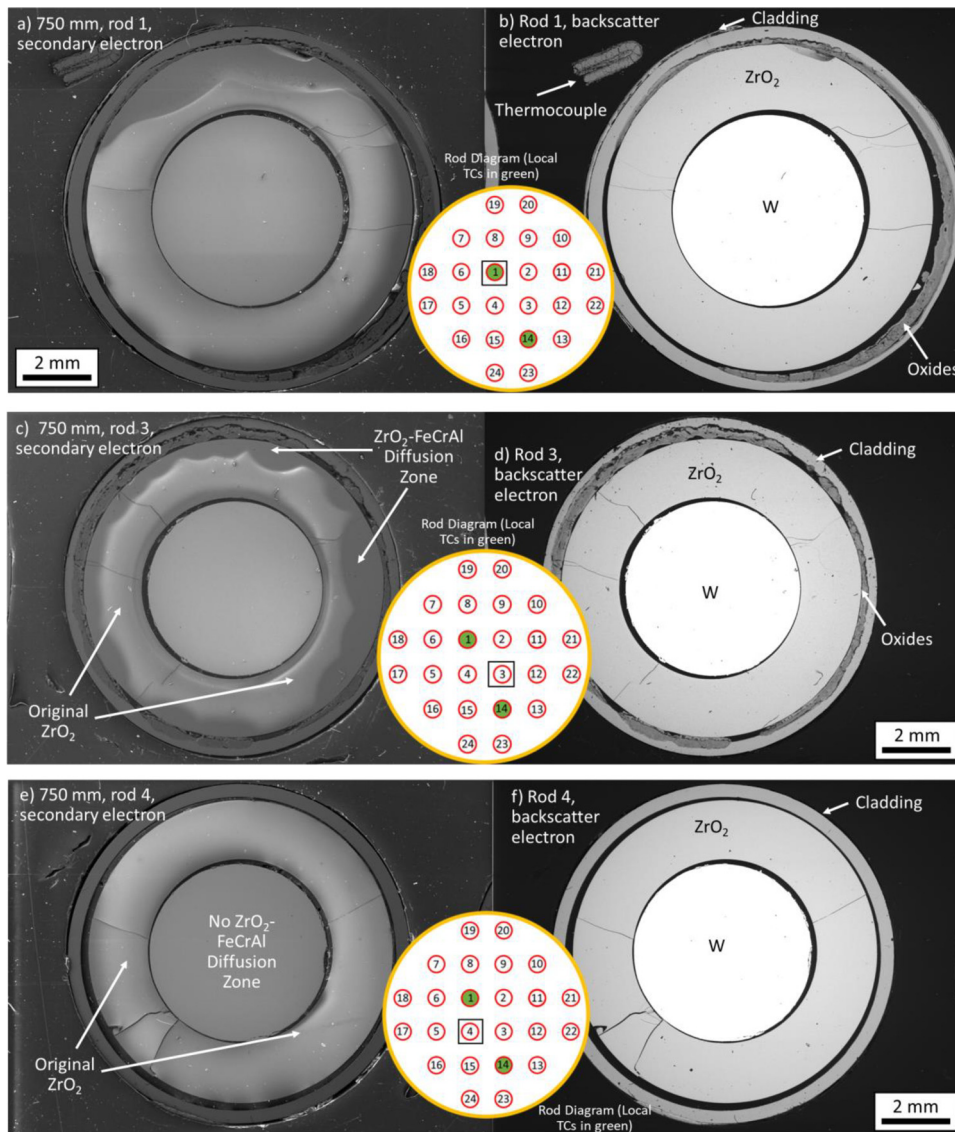 a) 750 mm, rod 1,
secondary electron
b) Rod 1, backscatter
electron
Cladding
ZrO2
Thermocouple
Rod Diagram (Local
TCs in green)
W
19 20
7 8 9 10
18 6 1 2 11 21
17 5 4 3 12 22
16 15 14 13
24 23
2 mm
Oxides
c) 750 mm, rod 3,
secondary electron
ZrO2-FeCrAl
Diffusion
Zone
d) Rod 3,
backscatter
electron
Cladding
ZrO2
Rod Diagram (Local
TCs in green)
19 20
7 8 9 10
18 6 1 2 11 21
17 5 4 3 12 22
16 15 14 13
24 23
W
Oxides
Original
ZrO2
2 mm
e) 750 mm, rod 4,
secondary electron
f) Rod 4,
backscatter
electron
Cladding
ZrO2
No ZrO2-
FeCrAl
Diffusion
Zone
19 20
7 8 9 10
18 6 1 2 11 21
17 5 4 3 12 22
16 15 14 13
24 23
W
Original
ZrO2
Rod Diagram (Local
TCs in green)
2 mm